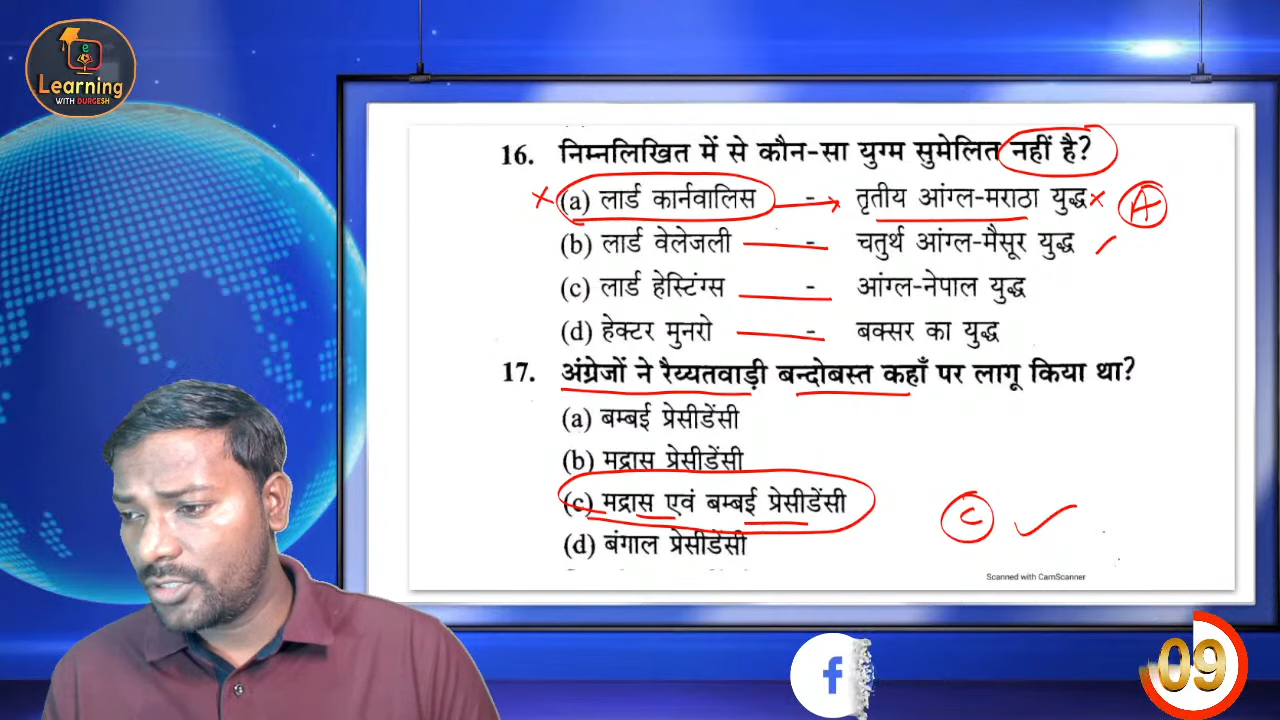 e
Learning
WITH DURGESH
16. निम्नलिखित में से कौन-सा युग्म सुमेलित नहीं है?
(a) लार्ड कार्नवालिस - तृतीय आंग्ल-मराठा युद्ध
A
(b) लार्ड वेलेजली - चतुर्थ आंग्ल-मैसूर युद्ध
(c) लार्ड हेस्टिंग्स - आंग्ल-नेपाल युद्ध
(d) हेक्टर मुनरो - बक्सर का युद्ध
17. अंग्रेजों ने रैय्यतवाड़ी बन्दोबस्त कहाँ पर लागू किया था?
(a) बम्बई प्रेसीडेंसी
(b) मद्रास प्रेसीडेंसी
(c) मद्रास एवं बम्बई प्रेसीडेंसी
C
(d) बंगाल प्रेसीडेंसी
Scanned with CamScanner
f
09